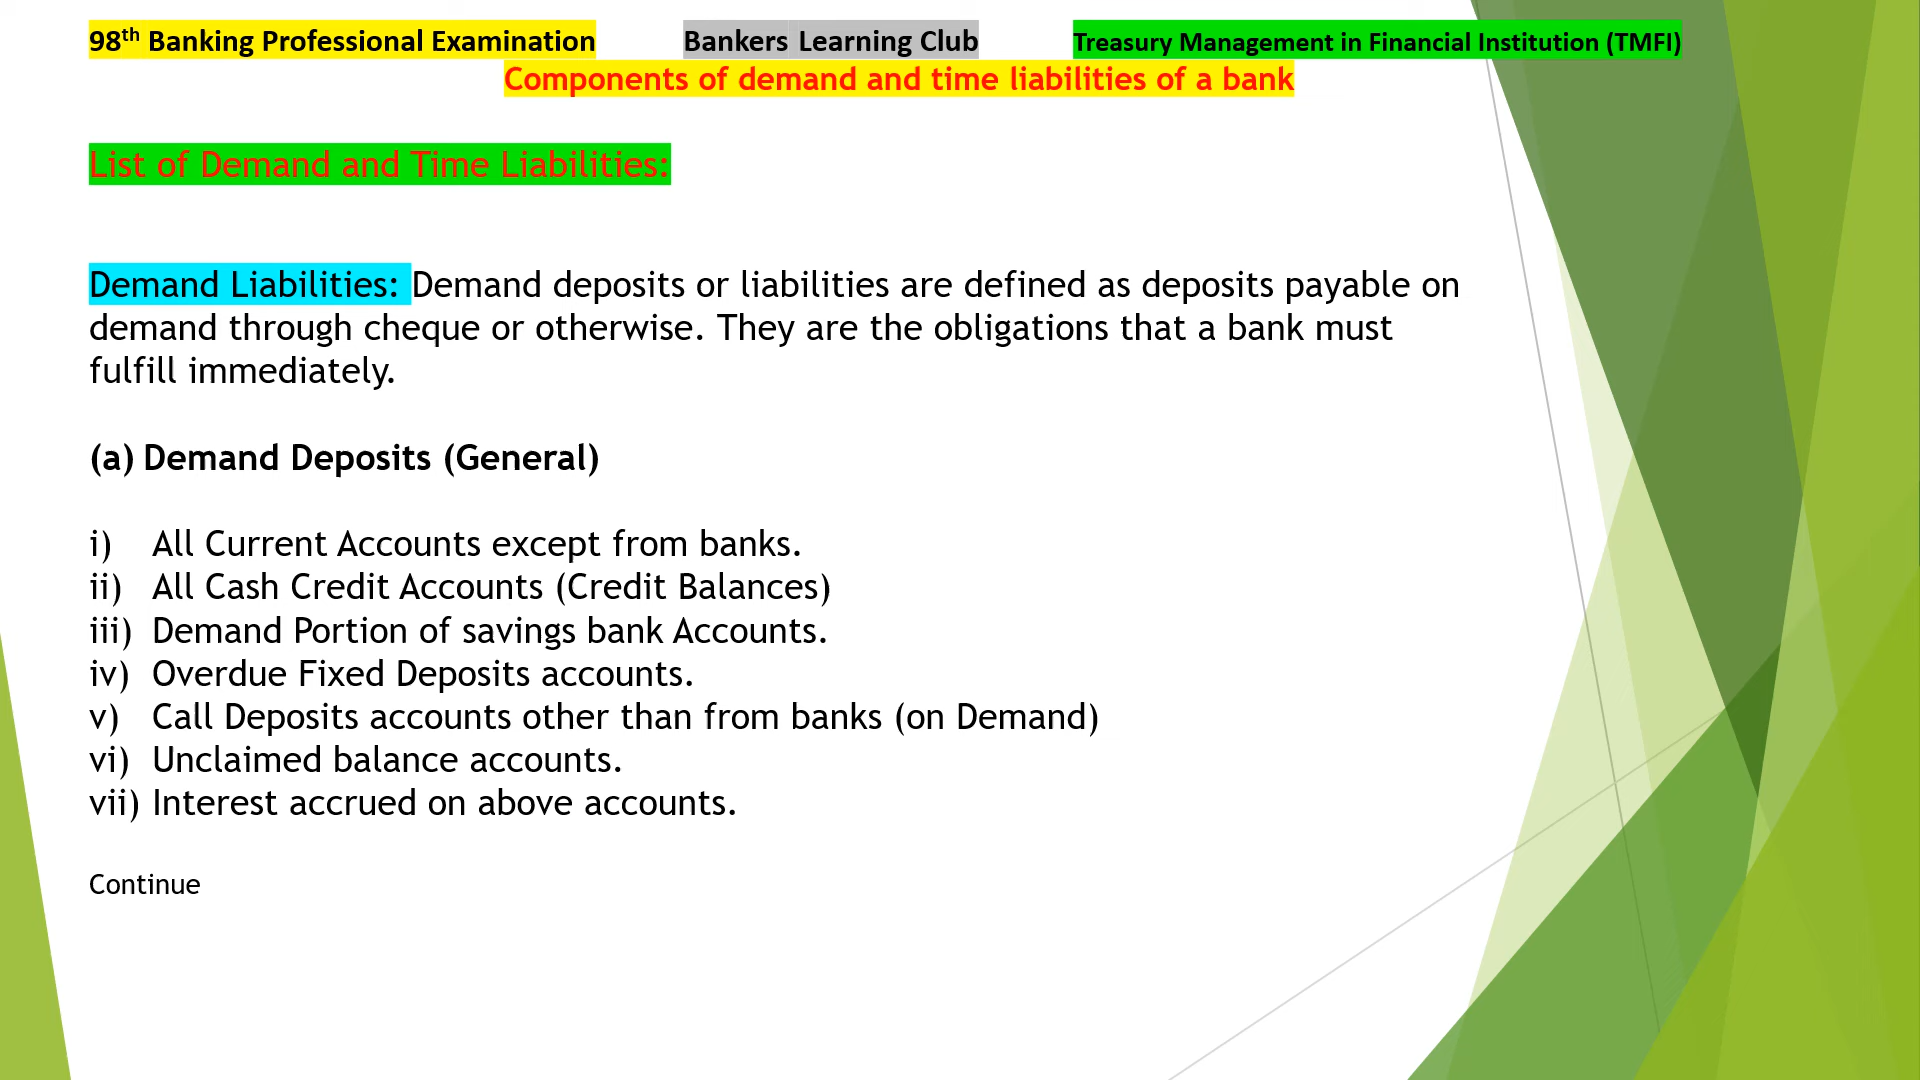 98th Banking Professional Examination Bankers Learning Club Treasury Management in Financial Institution (TMFI)
Components of demand and time liabilities of a bank
List of Demand and Time Liabilities:
Demand Liabilities: Demand deposits or liabilities are defined as deposits payable on
demand through cheque or otherwise. They are the obligations that a bank must
fulfill immediately.
(a) Demand Deposits (General)
i) All Current Accounts except from banks.
ii) All Cash Credit Accounts (Credit Balances)
iii) Demand Portion of savings bank Accounts.
iv) Overdue Fixed Deposits accounts.
v) Call Deposits accounts other than from banks (on Demand)
vi) Unclaimed balance accounts.
vii) Interest accrued on above accounts.
Continue